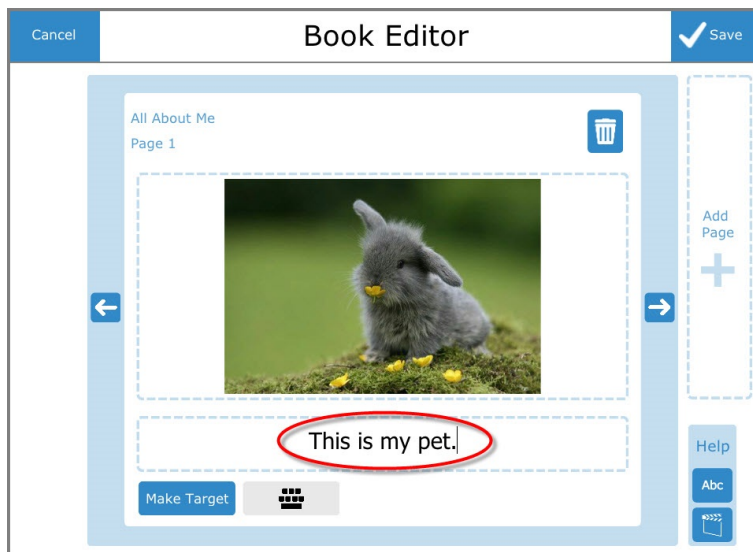 Cancel
Book Editor
Save
All About Me
Page 1
Add
Page
This is my pet.
Make Target
Help
Abc